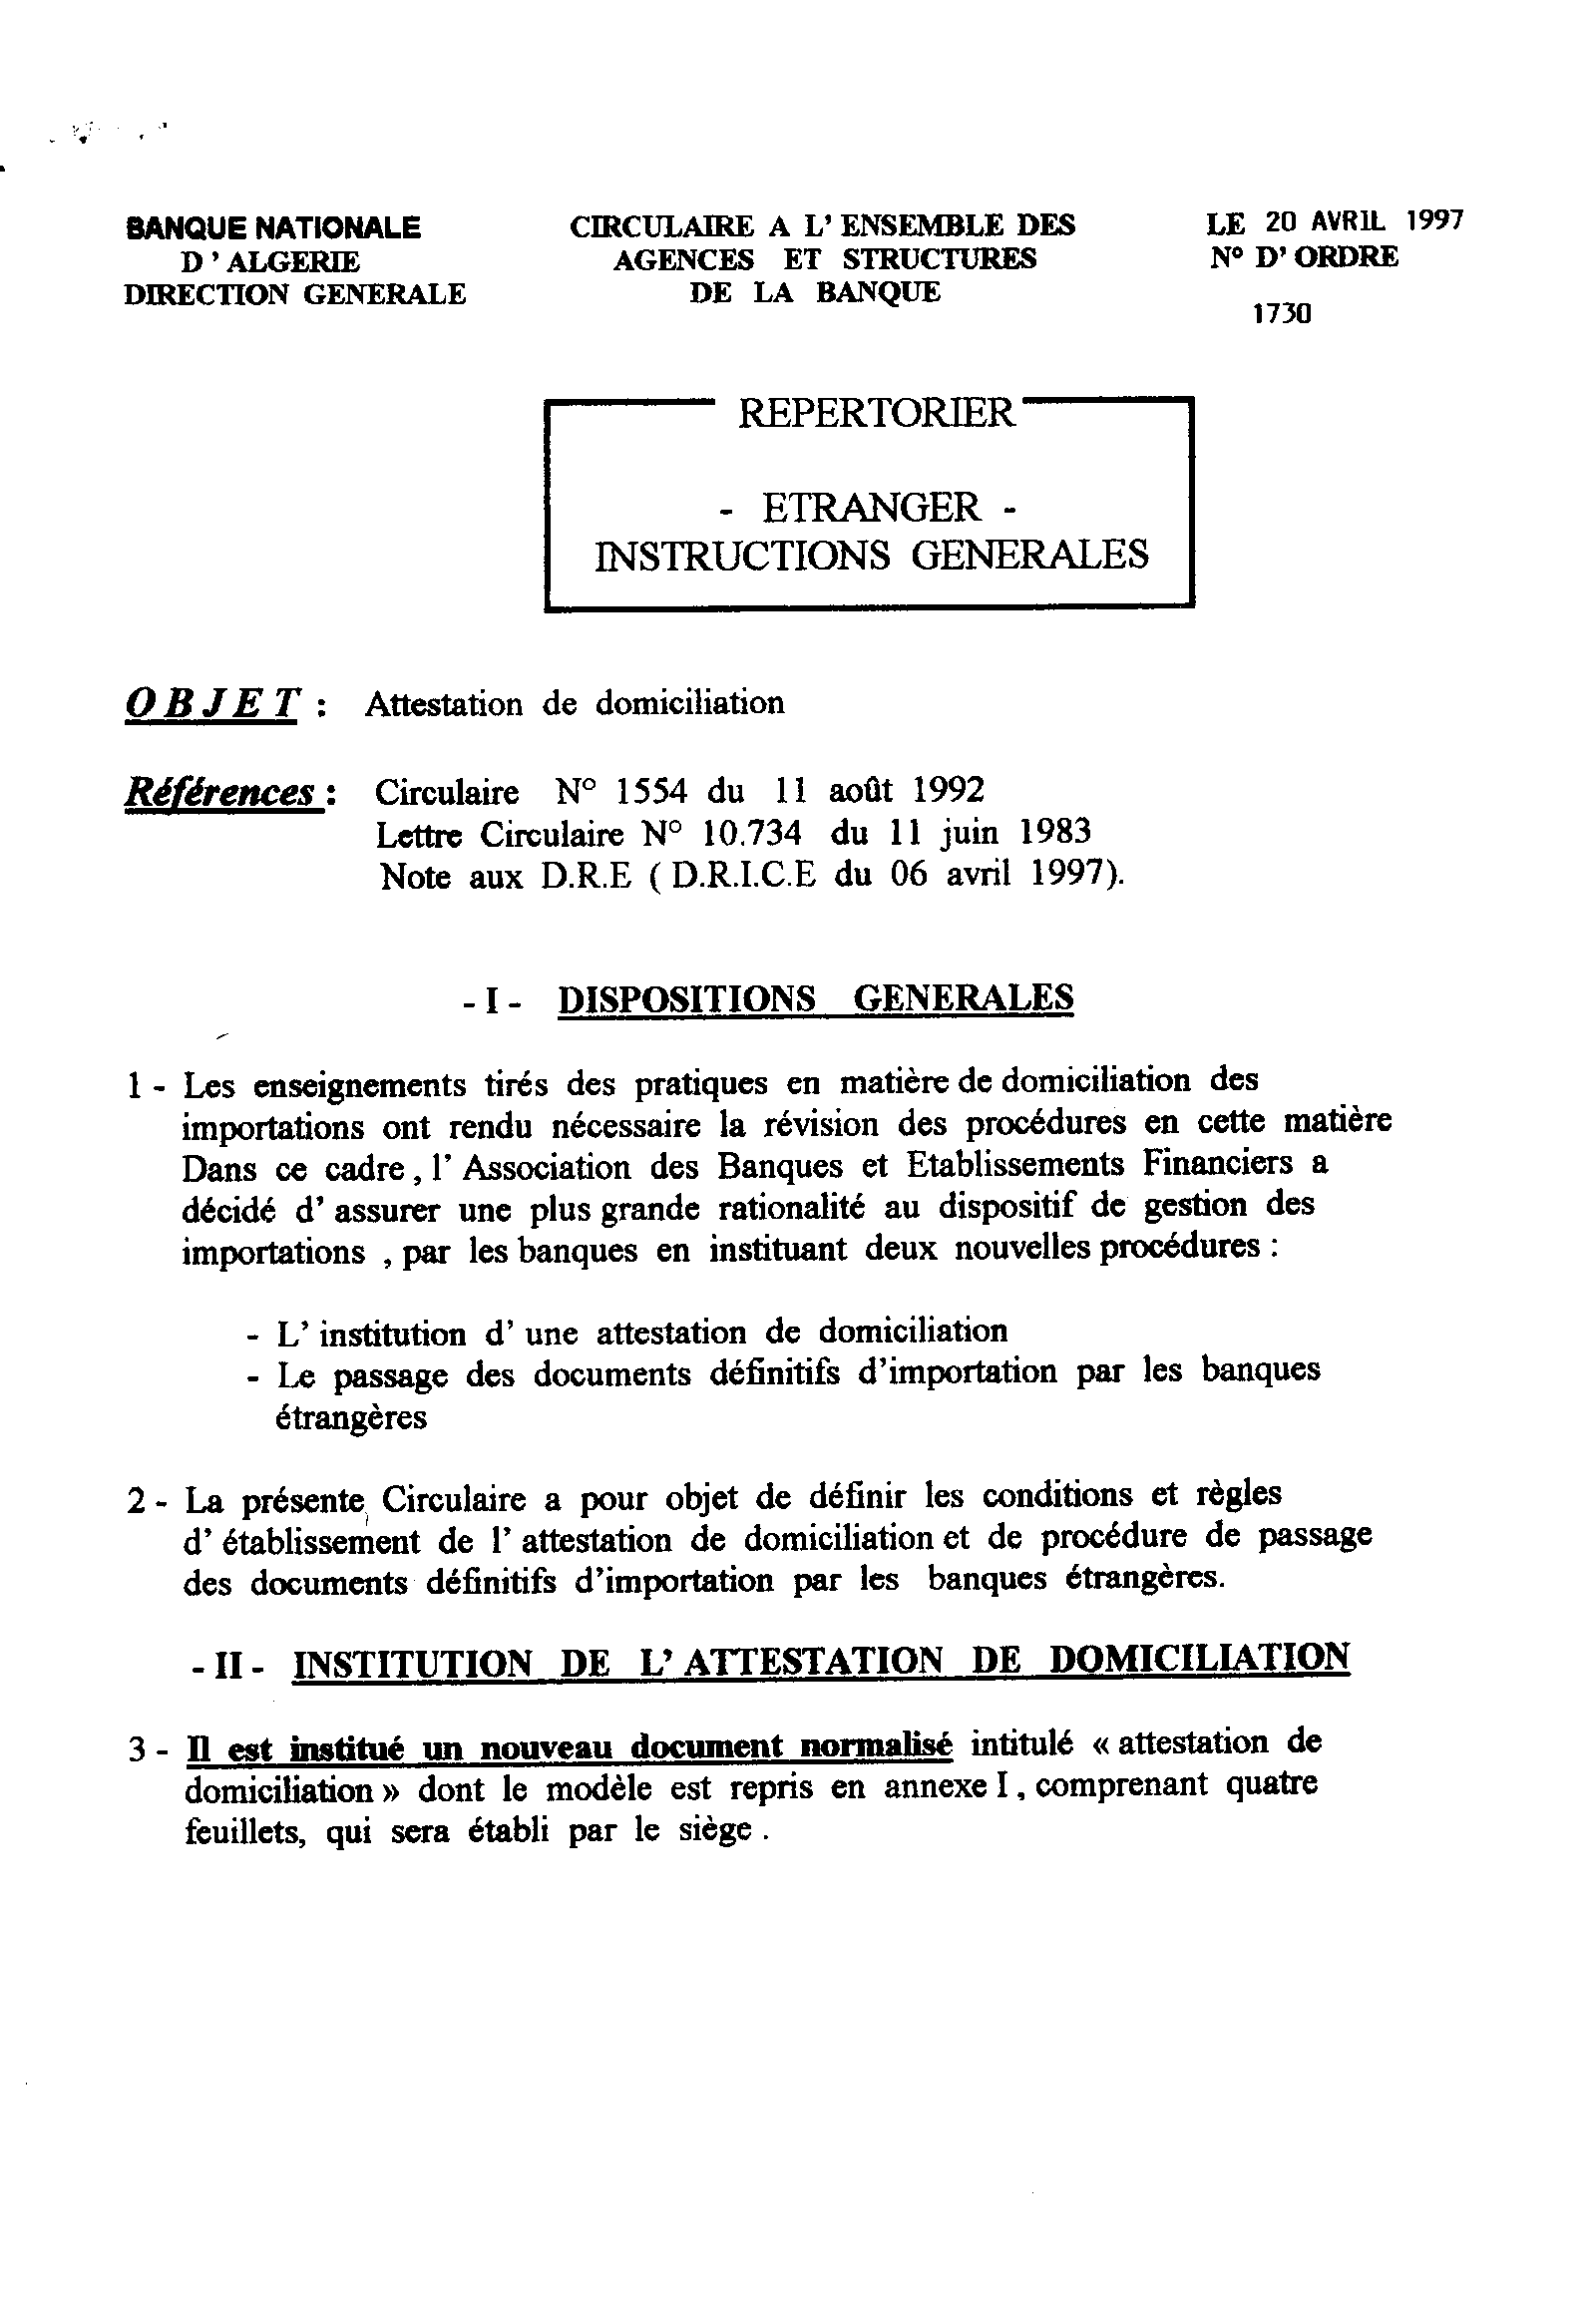 BANQUE NATIONALE
D ' ALGERIE
DIRECTION GENERALE
CIRCULAIRE A L' ENSEMBLE DES
AGENCES ET STRUCTURES
DE LA BANQUE
LE 20 AVRIL 1997
N° D' ORDRE
1730
REPERTORIER
- ETRANGER -
INSTRUCTIONS GENERALES
O B J E T : Attestation de domiciliation
Références : Circulaire N° 1554 du 11 août 1992
Lettre Circulaire N° 10.734 du 11 juin 1983
Note aux D.R.E ( D.R.I.C.E du 06 avril 1997).
- I - DISPOSITIONS GENERALES
1 - Les enseignements tirés des pratiques en matière de domiciliation des
importations ont rendu nécessaire la révision des procédures en cette matière
Dans ce cadre , l' Association des Banques et Etablissements Financiers a
décidé d' assurer une plus grande rationalité au dispositif de gestion des
importations , par les banques en instituant deux nouvelles procédures :
- L' institution d' une attestation de domiciliation
- Le passage des documents définitifs d'importation par les banques
étrangères
2 - La présente Circulaire a pour objet de définir les conditions et règles
d' établissement de l' attestation de domiciliation et de procédure de passage
des documents définitifs d'importation par les banques étrangères.
- II - INSTITUTION DE L' ATTESTATION DE DOMICILIATION
3 - Il est institué un nouveau document normalisé intitulé « attestation de
domiciliation » dont le modèle est repris en annexe I , comprenant quatre
feuillets, qui sera établi par le siège .